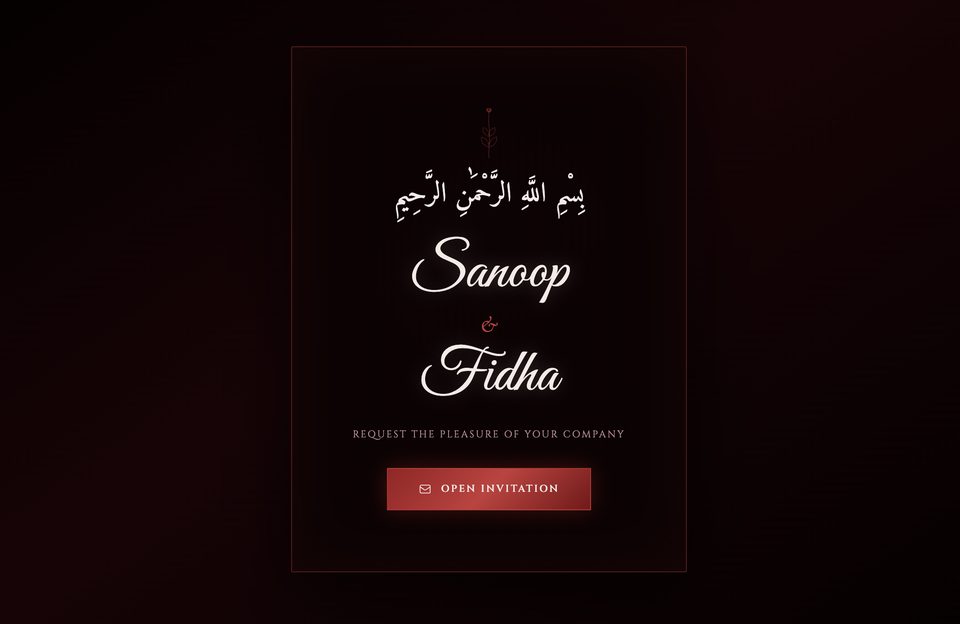 بِسْمِ اللَّهِ الرَّحْمَٰنِ الرَّحِيمِ
Sanoop
&
Fidha
REQUEST THE PLEASURE OF YOUR COMPANY
OPEN INVITATION